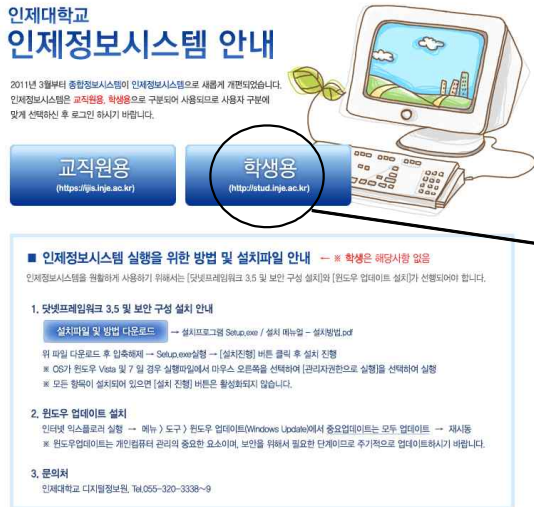 인제대학교
인제정보시스템 안내
2011년 3월부터 종합정보시스템이 인제정보시스템으로 새롭게 개편되었습니다.
인제정보시스템은 교직원용, 학생용으로 구분되어 사용되므로 사용자 구분에
맞게 선택하신 후 로그인 하시기 바랍니다.
교직원용 학생용
(https://ijis.inje.ac.kr) (http://stud.inje.ac.kr)
■ 인제정보시스템 실행을 위한 방법 및 설치파일 안내 ← ※ 학생은 해당사항 없음
인제정보시스템을 원활하게 사용하기 위해서는 [닷넷프레임워크 3.5 및 보안 구성 설치]와 [윈도우 업데이트 설치]가 선행되어야 합니다.
1. 닷넷프레임워크 3.5 및 보안 구성 설치 안내
설치파일 및 방법 다운로드 → 설치프로그램 Setup.exe / 설치 메뉴얼 - 설치방법.pdf
위 파일 다운로드 후 압축해제 → Setup.exe실행 → [설치진행] 버튼 클릭 후 설치 진행
※ OS가 윈도우 Vista 및 7 일 경우 실행파일에서 마우스 오른쪽을 선택하여 [관리자권한으로 실행]을 선택하여 실행
※ 모든 항목이 설치되어 있으면 [설치 진행] 버튼은 활성화되지 않습니다.
2. 윈도우 업데이트 설치
인터넷 익스플로러 실행 → 메뉴 > 도구 > 윈도우 업데이트(Windows Update)에서 중요업데이트는 모두 업데이트 → 재시동
※ 윈도우업데이트는 개인컴퓨터 관리의 중요한 요소이며, 보안을 위해서 필요한 단계이므로 주기적으로 업데이트하시기 바랍니다.
3. 문의처
인제대학교 디지털정보원, Tel.055-320-3338~9